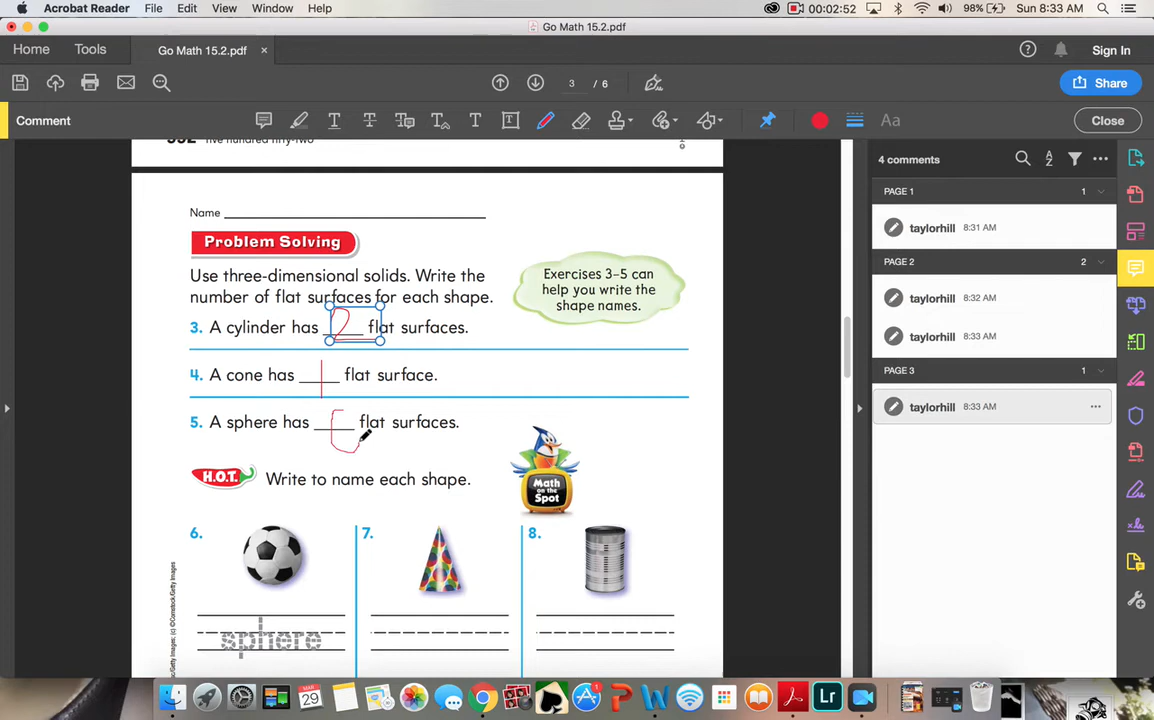 Acrobat Reader File Edit View Window Help
00:02:52 98% Sun 8:33 AM
Go Math 15.2.pdf
Home Tools Go Math 15.2.pdf × Sign In
3 / 6 Share
Comment Aa Close
552 five hundred fifty-two
4 comments
PAGE 1 1
taylorhill 8:31 AM
PAGE 2 2
taylorhill 8:32 AM
taylorhill 8:33 AM
PAGE 3 1
taylorhill 8:33 AM
Name
Problem Solving
Use three-dimensional solids. Write the
number of flat surfaces for each shape.
Exercises 3–5 can
help you write the
shape names.
3. A cylinder has 2 flat surfaces.
4. A cone has 1 flat surface.
5. A sphere has flat surfaces.
H.O.T. Write to name each shape.
Math
on the
Spot
6. 7. 8.
sphere